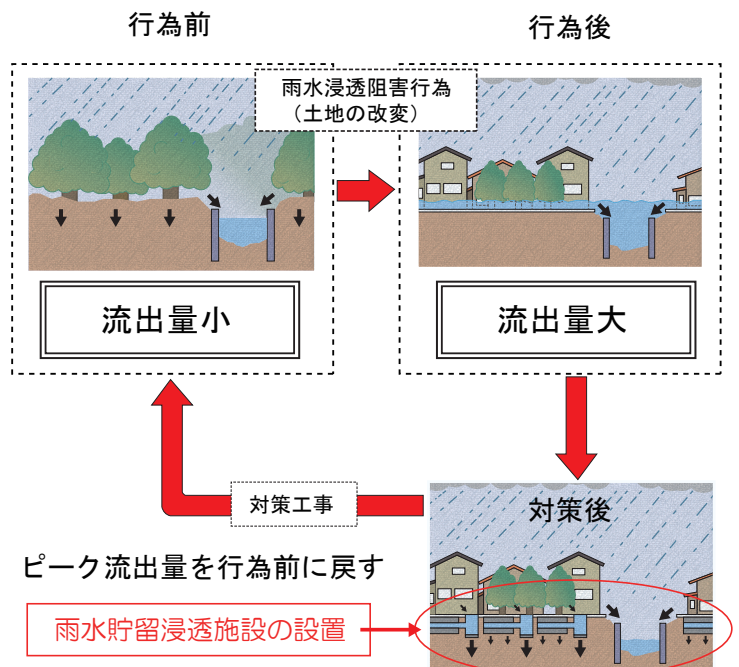 行為前
行為後
雨水浸透阻害行為
（土地の改変）
流出量小
流出量大
対策工事
対策後
ピーク流出量を行為前に戻す
雨水貯留浸透施設の設置